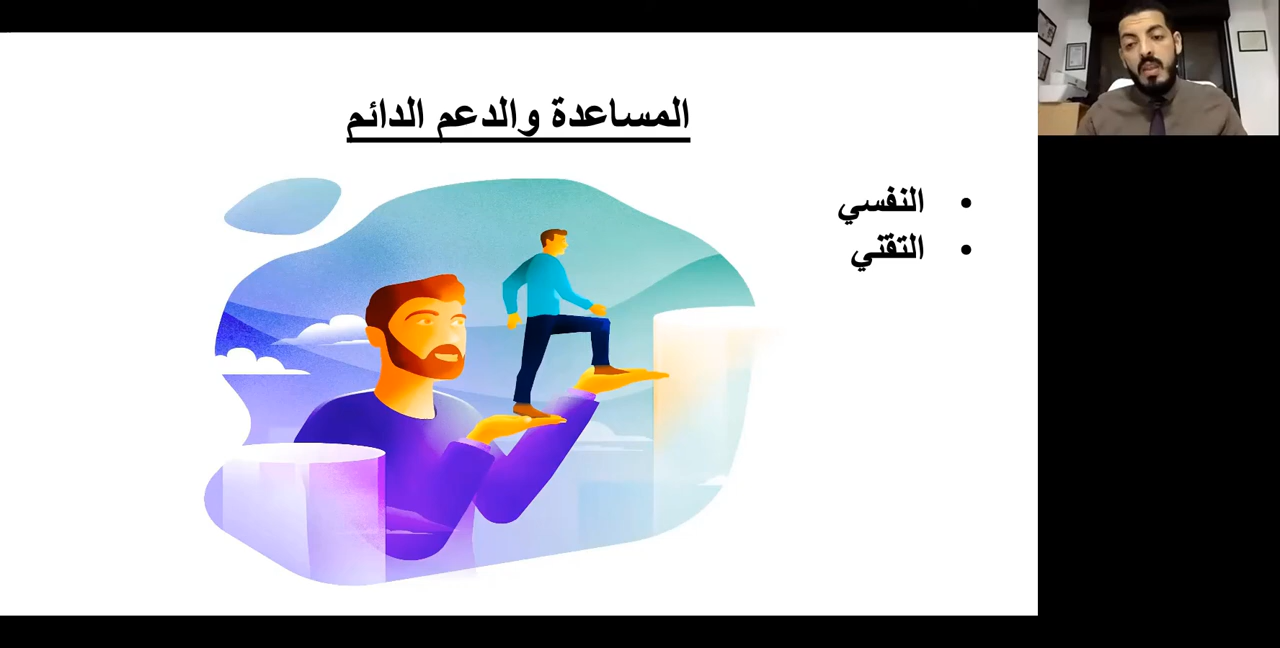 المساعدة والدعم الدائم
• النفسي
• التقني